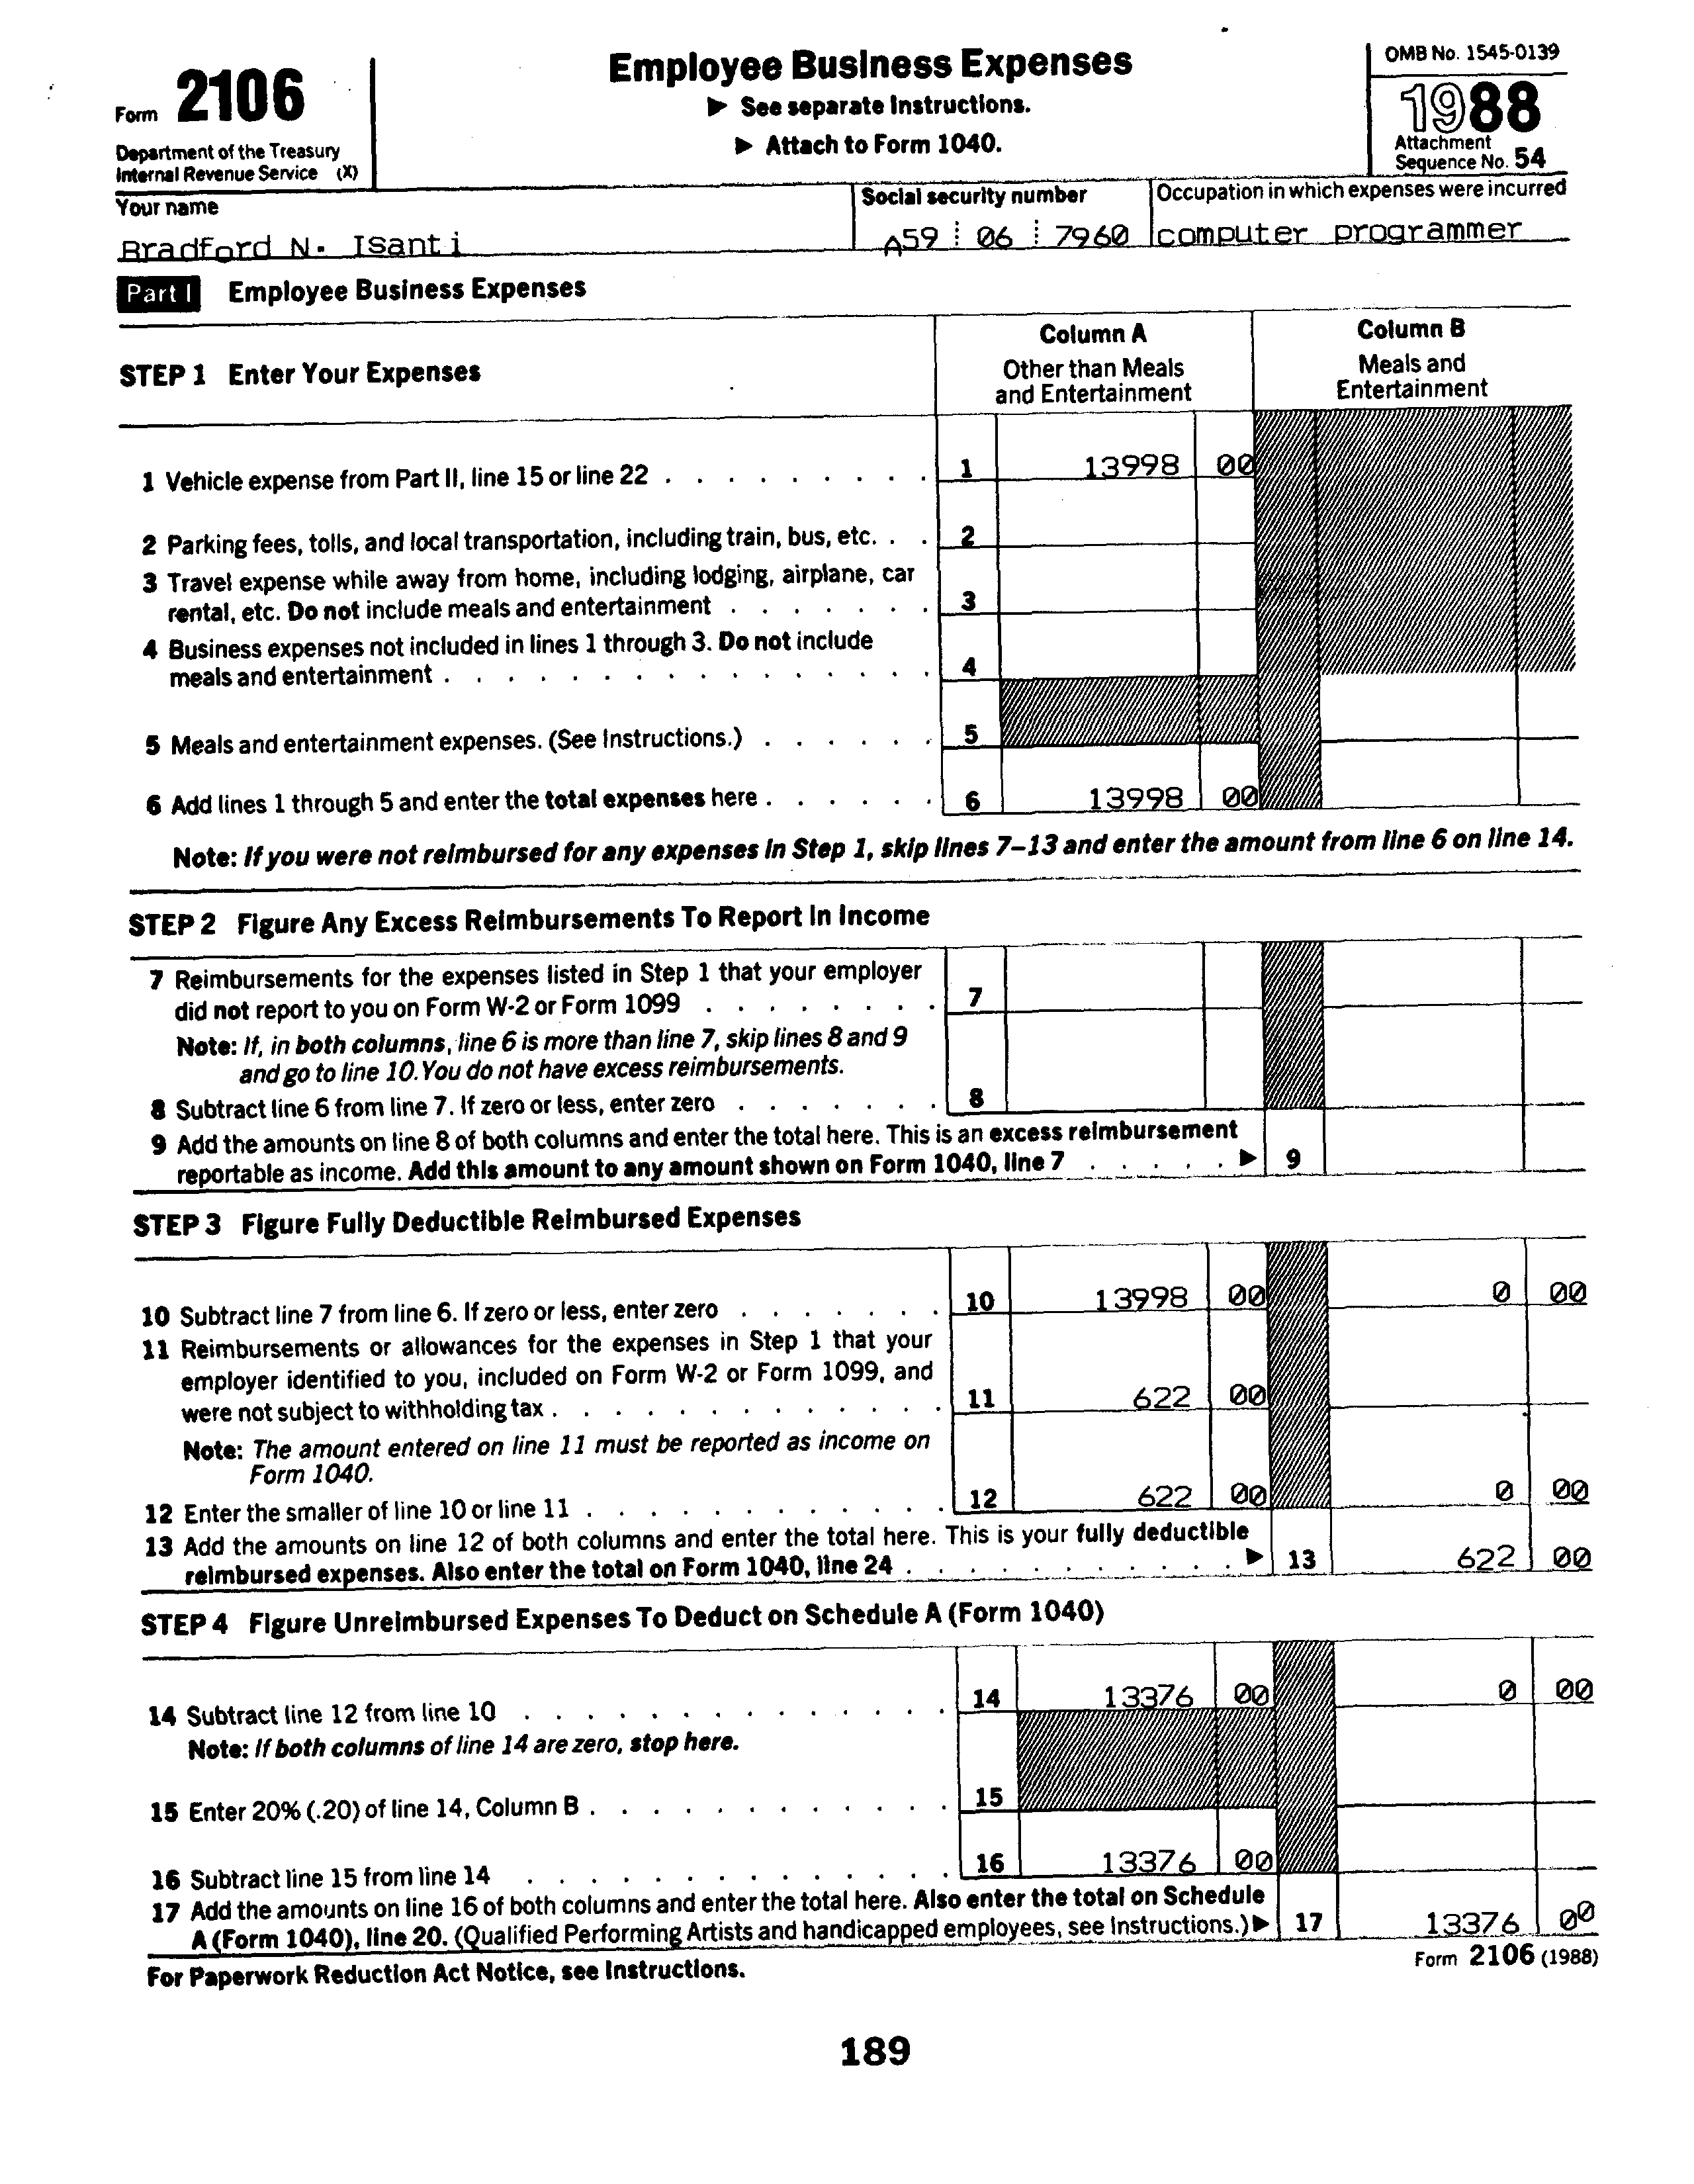 Form 2106
Department of the Treasury
Internal Revenue Service (X)
Employee Business Expenses
▶ See separate Instructions.
▶ Attach to Form 1040.
OMB No. 1545-0139
1988
Attachment
Sequence No. 54
Your name
Social security number
Occupation in which expenses were incurred
Bradford N. Isanti
A59 06 7960
computer programmer
Part I Employee Business Expenses
STEP 1 Enter Your Expenses
Column A
Other than Meals
and Entertainment
Column B
Meals and
Entertainment
1 Vehicle expense from Part II, line 15 or line 22 . . . . . . . . . 1 13998 00
2 Parking fees, tolls, and local transportation, including train, bus, etc. . . 2
3 Travel expense while away from home, including lodging, airplane, car
rental, etc. Do not include meals and entertainment . . . . . . . 3
4 Business expenses not included in lines 1 through 3. Do not include
meals and entertainment . . . . . . . . . . . . . . . . 4
5 Meals and entertainment expenses. (See Instructions.) . . . . . . 5
6 Add lines 1 through 5 and enter the total expenses here . . . . . . 6 13998 00
Note: If you were not reimbursed for any expenses in Step 1, skip lines 7–13 and enter the amount from line 6 on line 14.
STEP 2 Figure Any Excess Reimbursements To Report In Income
7 Reimbursements for the expenses listed in Step 1 that your employer
did not report to you on Form W-2 or Form 1099 . . . . . . . . 7
Note: If, in both columns, line 6 is more than line 7, skip lines 8 and 9
and go to line 10. You do not have excess reimbursements.
8 Subtract line 6 from line 7. If zero or less, enter zero . . . . . . . 8
9 Add the amounts on line 8 of both columns and enter the total here. This is an excess reimbursement
reportable as income. Add this amount to any amount shown on Form 1040, line 7 . . . . . ▶ 9
STEP 3 Figure Fully Deductible Reimbursed Expenses
10 Subtract line 7 from line 6. If zero or less, enter zero . . . . . . . 10 13998 00 0 00
11 Reimbursements or allowances for the expenses in Step 1 that your
employer identified to you, included on Form W-2 or Form 1099, and
were not subject to withholding tax . . . . . . . . . . . . . 11 622 00
Note: The amount entered on line 11 must be reported as income on
Form 1040.
12 Enter the smaller of line 10 or line 11 . . . . . . . . . . . . 12 622 00 0 00
13 Add the amounts on line 12 of both columns and enter the total here. This is your fully deductible
reimbursed expenses. Also enter the total on Form 1040, line 24 . . . . . . . . . . . ▶ 13 622 00
STEP 4 Figure Unreimbursed Expenses To Deduct on Schedule A (Form 1040)
14 Subtract line 12 from line 10 . . . . . . . . . . . . . . 14 13376 00 0 00
Note: If both columns of line 14 are zero, stop here.
15 Enter 20% (.20) of line 14, Column B . . . . . . . . . . . . 15
16 Subtract line 15 from line 14 . . . . . . . . . . . . . . 16 13376 00
17 Add the amounts on line 16 of both columns and enter the total here. Also enter the total on Schedule
A (Form 1040), line 20. (Qualified Performing Artists and handicapped employees, see Instructions.) ▶ 17 13376 00
For Paperwork Reduction Act Notice, see Instructions.
Form 2106 (1988)
189